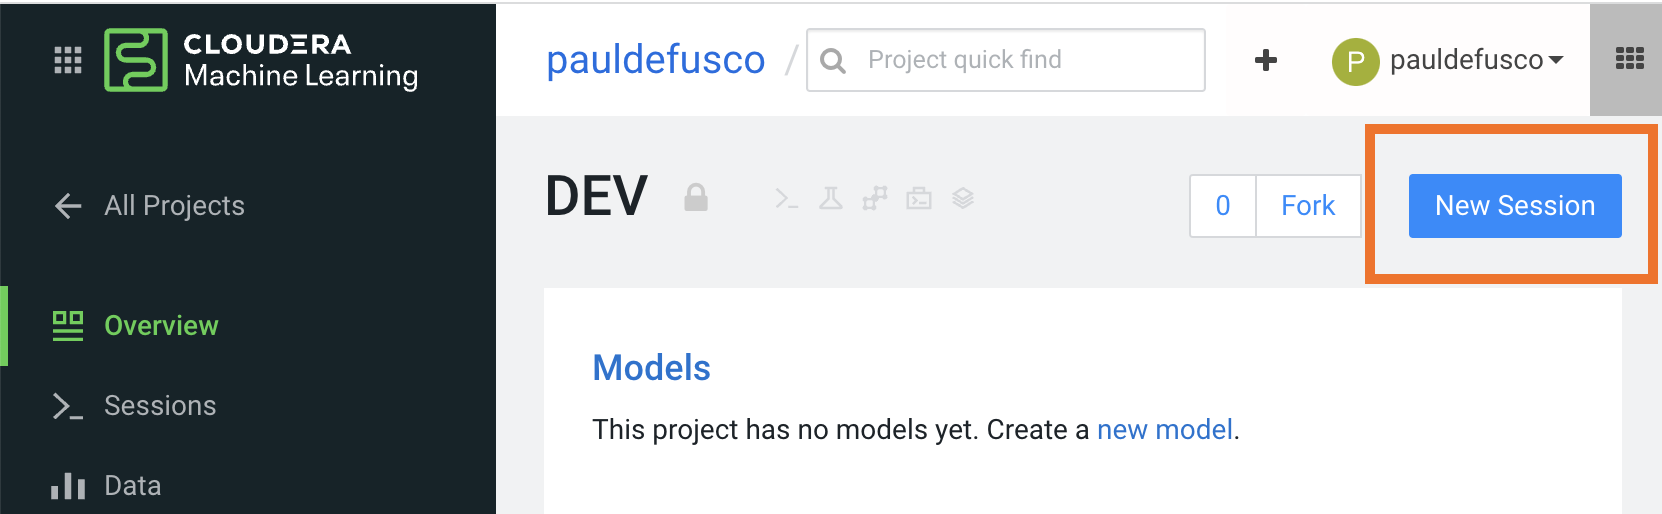 CLOUDERA
Machine Learning
All Projects
Overview
Sessions
Data
pauldefusco / Project quick find + P pauldefusco
DEV
0 Fork New Session
Models
This project has no models yet. Create a new model.